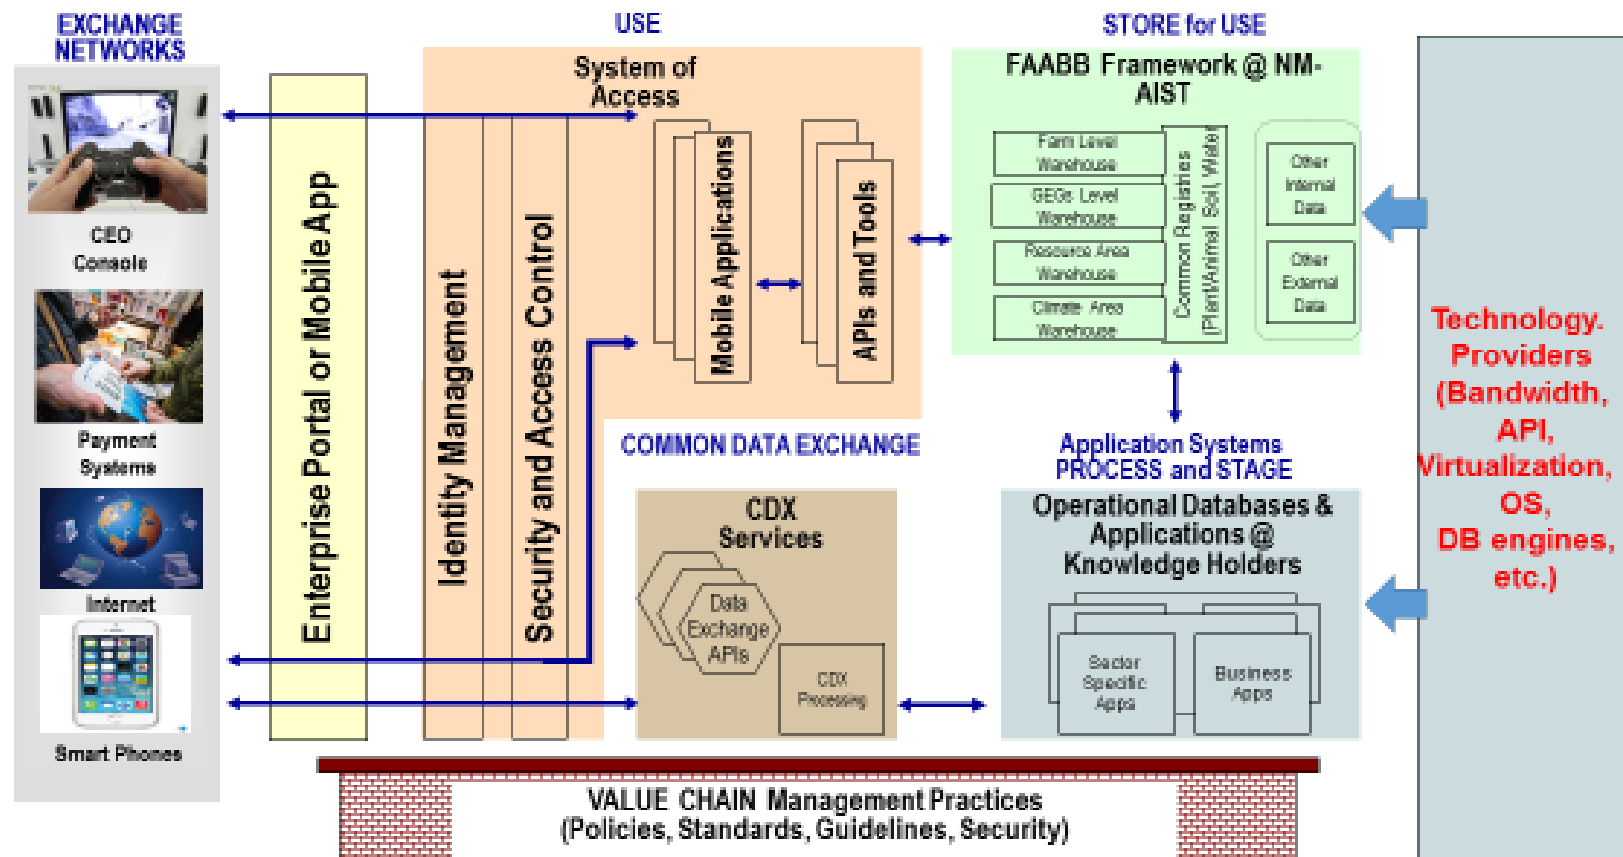 EXCHANGE
NETWORKS
CEO
Console
Payment
Systems
Internet
Smart Phones
Enterprise Portal or Mobile App
USE
System of
Access
Identity Management
Security and Access Control
Mobile Applications
APIs and Tools
STORE for USE
FAABB Framework @ NM-
AIST
Farm Level
Warehouse
GEGs Level
Warehouse
Resource Area
Warehouse
Climate Area
Warehouse
Common Registries
[Plant/Animal Soil, Water
Other
Internal
Data
Other
External
Data
COMMON DATA EXCHANGE
CDX
Services
Data
Exchange
APIs
CDX
Processing
Application Systems
PROCESS and STAGE
Operational Databases &
Applications @
Knowledge Holders
Sector
Specific
Apps
Business
Apps
Technology.
Providers
(Bandwidth,
API,
Virtualization,
OS,
DB engines,
etc.)
VALUE CHAIN Management Practices
(Policies, Standards, Guidelines, Security)